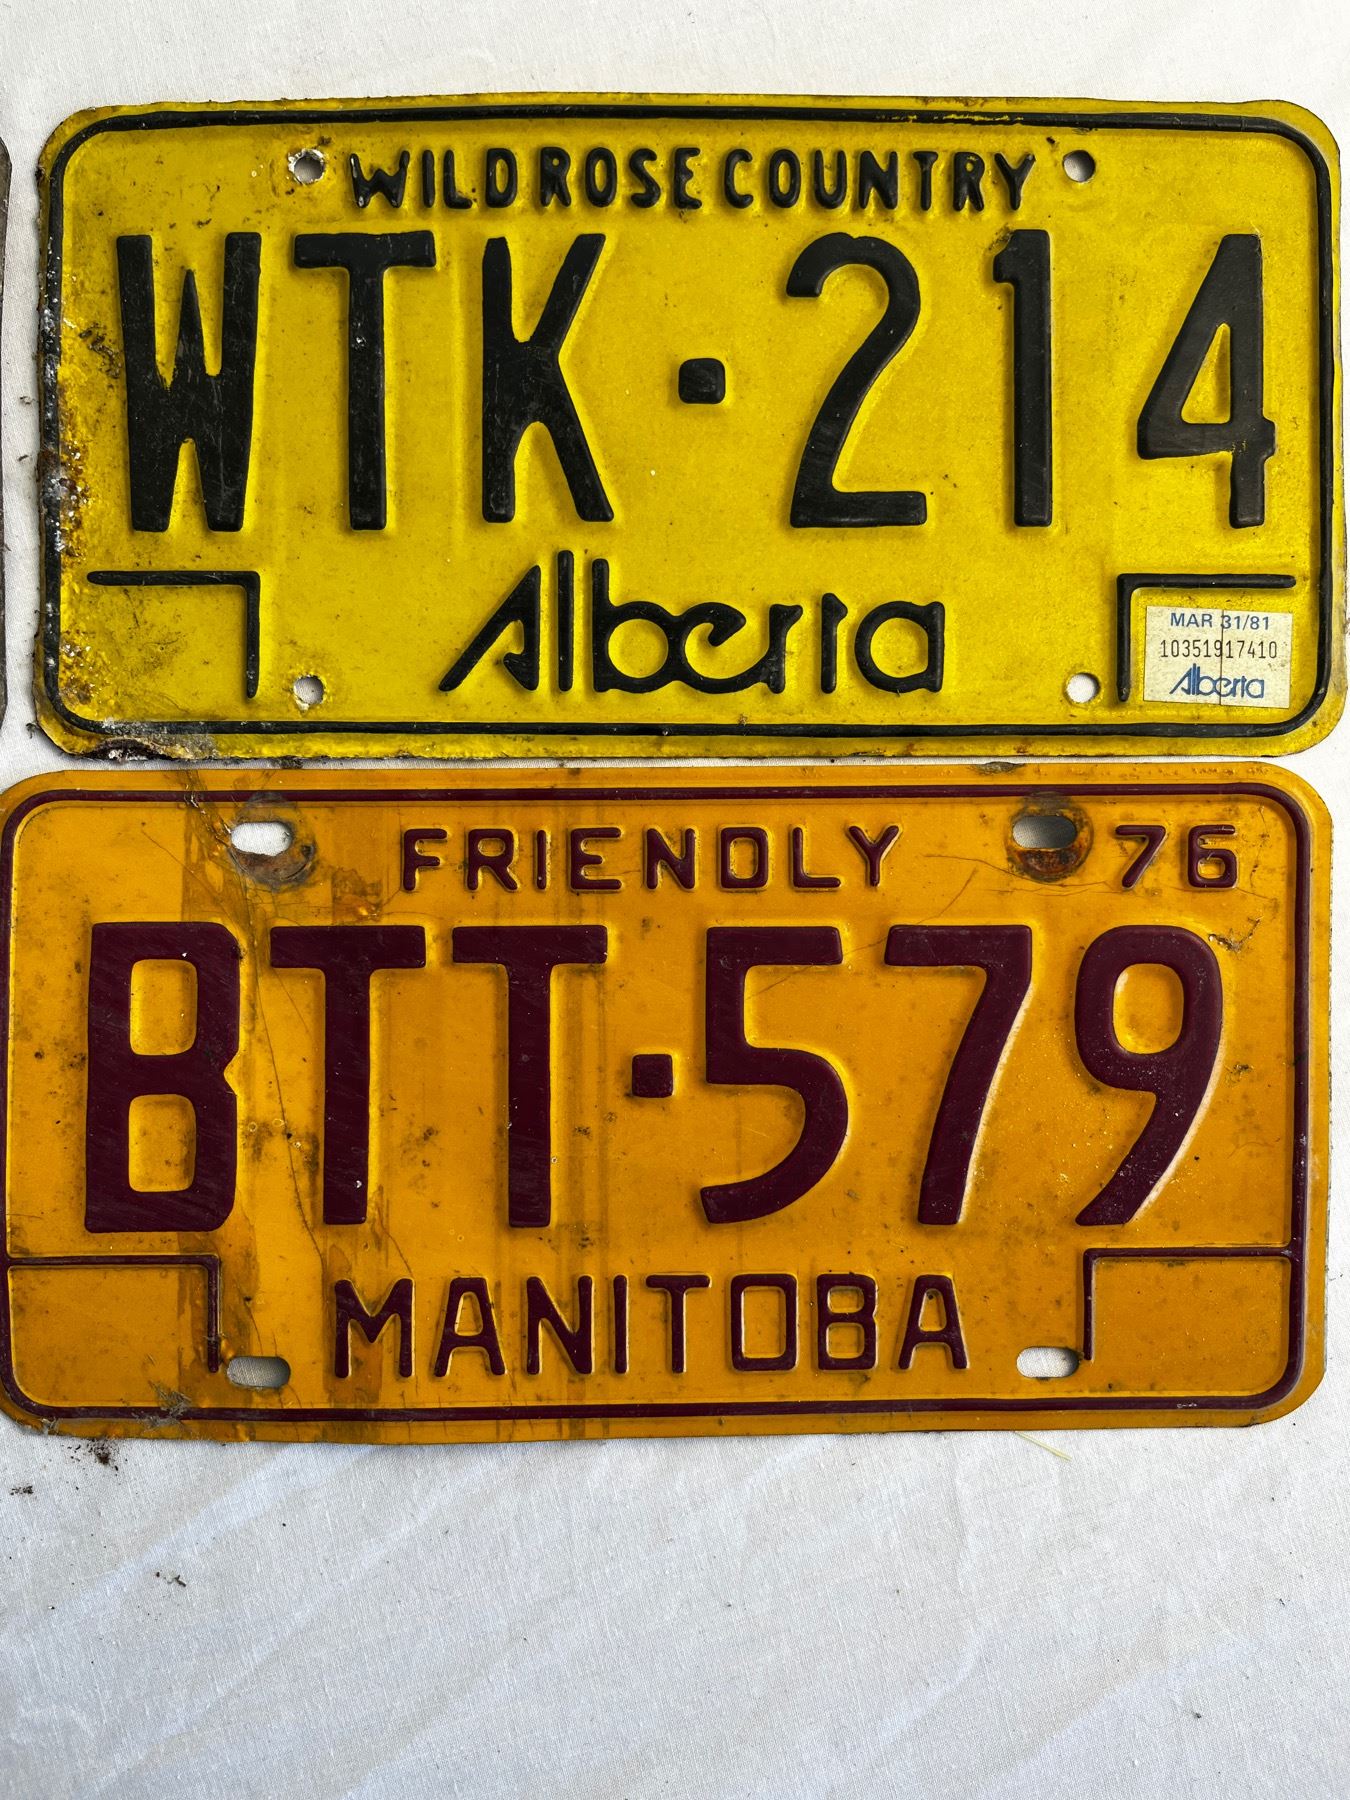 WILD ROSE COUNTRY
WTK·214
Alberta
MAR 31/81
10351917410
Alberta
FRIENDLY 76
BTT·579
MANITOBA